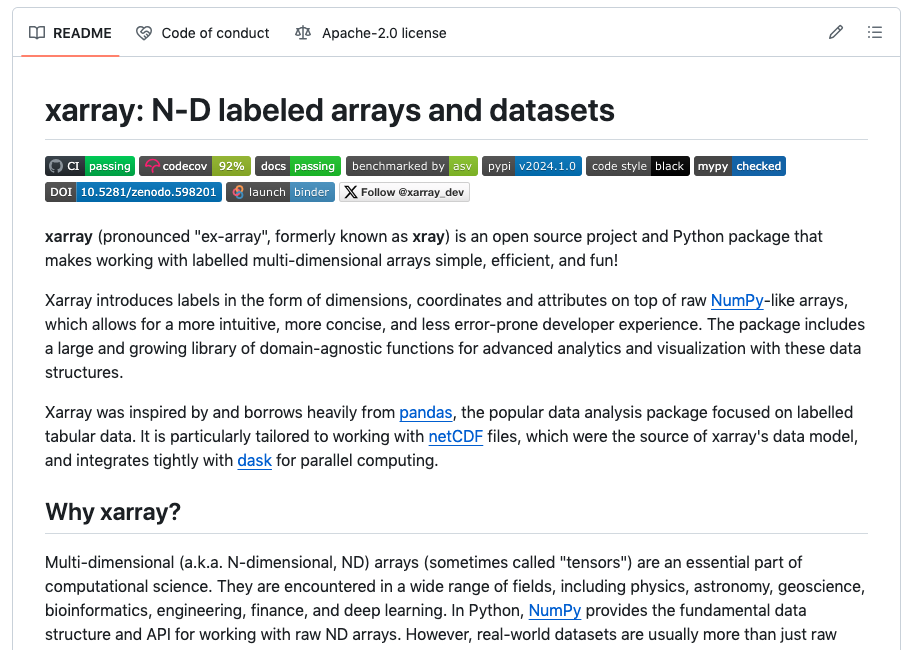 README Code of conduct Apache-2.0 license
xarray: N-D labeled arrays and datasets
CI passing codecov 92% docs passing benchmarked by asv pypi v2024.1.0 code style black mypy checked
DOI 10.5281/zenodo.598201 launch binder Follow @xarray_dev
xarray (pronounced "ex-array", formerly known as xray) is an open source project and Python package that
makes working with labelled multi-dimensional arrays simple, efficient, and fun!
Xarray introduces labels in the form of dimensions, coordinates and attributes on top of raw NumPy-like arrays,
which allows for a more intuitive, more concise, and less error-prone developer experience. The package includes
a large and growing library of domain-agnostic functions for advanced analytics and visualization with these data
structures.
Xarray was inspired by and borrows heavily from pandas, the popular data analysis package focused on labelled
tabular data. It is particularly tailored to working with netCDF files, which were the source of xarray's data model,
and integrates tightly with dask for parallel computing.
Why xarray?
Multi-dimensional (a.k.a. N-dimensional, ND) arrays (sometimes called "tensors") are an essential part of
computational science. They are encountered in a wide range of fields, including physics, astronomy, geoscience,
bioinformatics, engineering, finance, and deep learning. In Python, NumPy provides the fundamental data
structure and API for working with raw ND arrays. However, real-world datasets are usually more than just raw